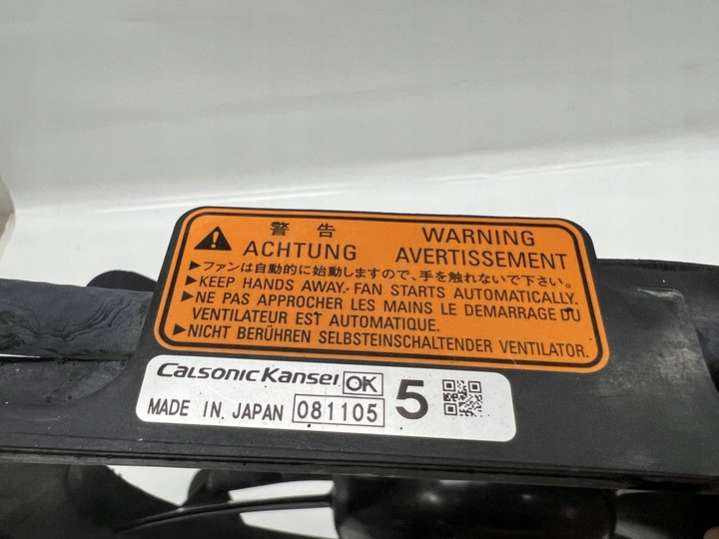 警告 WARNING
ACHTUNG AVERTISSEMENT
▶ファンは自動的に始動しますので、手を触れないで下さい。
▶KEEP HANDS AWAY. FAN STARTS AUTOMATICALLY.
▶NE PAS APPROCHER LES MAINS LE DEMARRAGE DU
VENTILATEUR EST AUTOMATIQUE.
▶NICHT BERÜHREN SELBSTEINSCHALTENDER VENTILATOR.
Calsonic Kansei OK 5
MADE IN JAPAN 081105